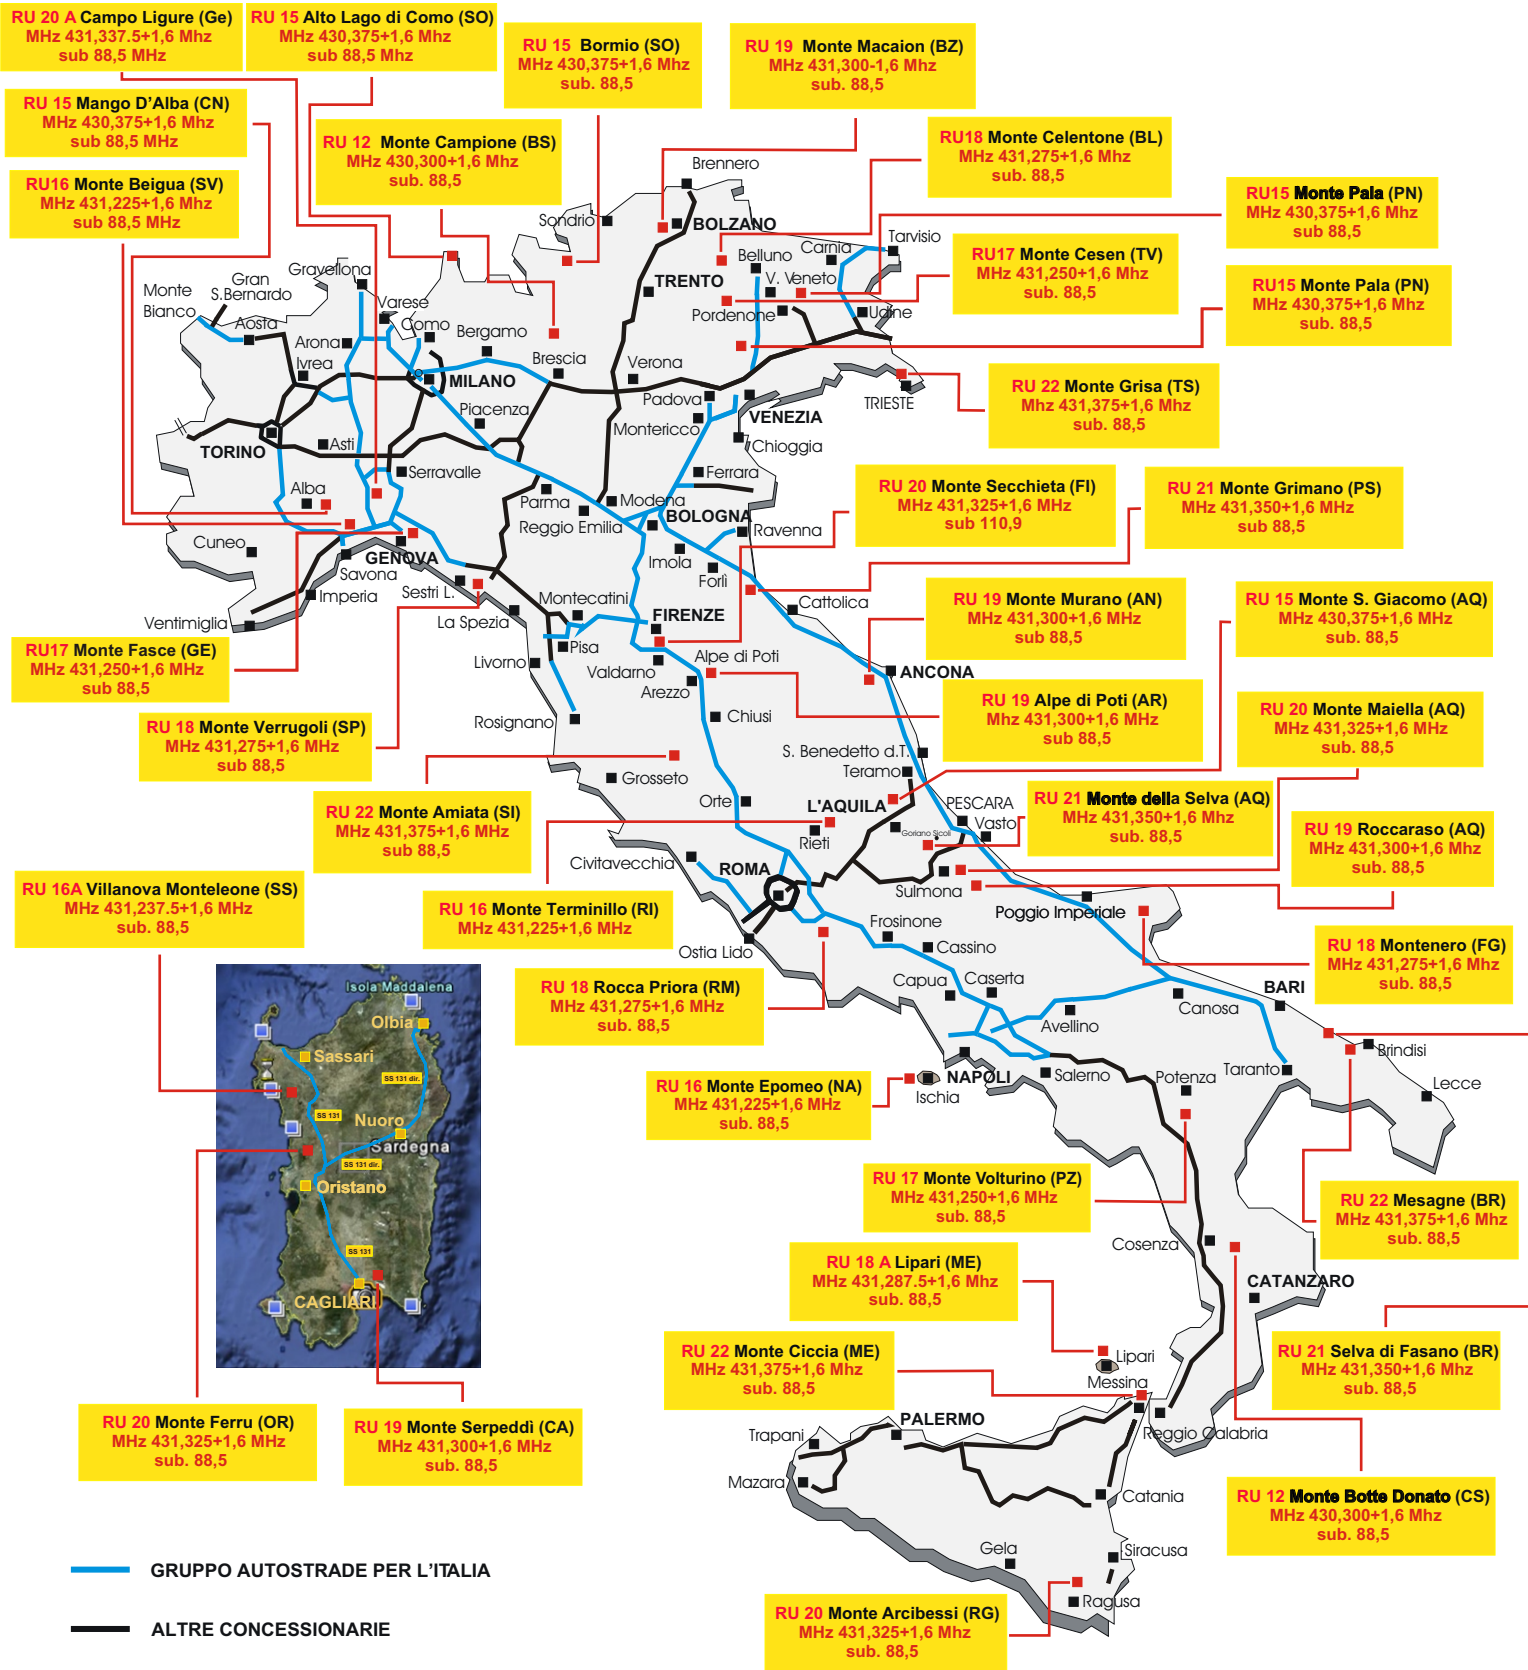 RU 20 A Campo Ligure (Ge)
MHz 431,337.5+1,6 Mhz
sub 88,5 MHz
RU 15 Alto Lago di Como (SO)
MHz 430,375+1,6 Mhz
sub 88,5 Mhz
RU 15 Bormio (SO)
MHz 430,375+1,6 Mhz
sub. 88,5
RU 19 Monte Macaion (BZ)
MHz 431,300-1,6 Mhz
sub. 88,5
RU 15 Mango D'Alba (CN)
MHz 430,375+1,6 Mhz
sub 88,5 MHz
RU 12 Monte Campione (BS)
MHz 430,300+1,6 Mhz
sub. 88,5
RU18 Monte Celentone (BL)
MHz 431,275+1,6 Mhz
sub. 88,5
RU16 Monte Beigua (SV)
MHz 431,225+1,6 Mhz
sub 88,5 MHz
RU15 Monte Pala (PN)
MHz 430,375+1,6 Mhz
sub 88,5
RU17 Monte Cesen (TV)
MHz 431,250+1,6 Mhz
sub. 88,5
RU15 Monte Pala (PN)
MHz 430,375+1,6 Mhz
sub. 88,5
RU 22 Monte Grisa (TS)
Mhz 431,375+1,6 Mhz
sub. 88,5
RU 20 Monte Secchieta (FI)
MHz 431,325+1,6 MHz
sub 110,9
RU 21 Monte Grimano (PS)
MHz 431,350+1,6 MHz
sub 88,5
RU 19 Monte Murano (AN)
MHz 431,300+1,6 MHz
sub 88,5
RU 15 Monte S. Giacomo (AQ)
MHz 430,375+1,6 MHz
sub. 88,5
RU17 Monte Fasce (GE)
MHz 431,250+1,6 MHz
sub 88,5
RU 19 Alpe di Poti (AR)
Mhz 431,300+1,6 MHz
sub 88,5
RU 20 Monte Maiella (AQ)
MHz 431,325+1,6 MHz
sub. 88,5
RU 18 Monte Verrugoli (SP)
MHz 431,275+1,6 MHz
sub 88,5
RU 22 Monte Amiata (SI)
MHz 431,375+1,6 MHz
sub 88,5
RU 21 Monte della Selva (AQ)
MHz 431,350+1,6 MHz
sub. 88,5
RU 19 Roccaraso (AQ)
MHz 431,300+1,6 MHz
sub. 88,5
RU 16A Villanova Monteleone (SS)
MHz 431,237.5+1,6 MHz
sub. 88,5
RU 16 Monte Terminillo (RI)
MHz 431,225+1,6 MHz
RU 18 Montenero (FG)
MHz 431,275+1,6 Mhz
sub. 88,5
RU 18 Rocca Priora (RM)
MHz 431,275+1,6 MHz
sub. 88,5
RU 16 Monte Epomeo (NA)
MHz 431,225+1,6 MHz
sub. 88,5
RU 17 Monte Volturino (PZ)
MHz 431,250+1,6 MHz
sub. 88,5
RU 22 Mesagne (BR)
MHz 431,375+1,6 Mhz
sub. 88,5
RU 18 A Lipari (ME)
MHz 431,287.5+1,6 Mhz
sub. 88,5
RU 22 Monte Ciccia (ME)
MHz 431,375+1,6 Mhz
sub. 88,5
RU 21 Selva di Fasano (BR)
MHz 431,350+1,6 Mhz
sub. 88,5
RU 20 Monte Ferru (OR)
MHz 431,325+1,6 MHz
sub. 88,5
RU 19 Monte Serpeddì (CA)
MHz 431,300+1,6 MHz
sub. 88,5
RU 12 Monte Botte Donato (CS)
MHz 430,300+1,6 Mhz
sub. 88,5
RU 20 Monte Arcibessi (RG)
MHz 431,325+1,6 Mhz
sub. 88,5
Brennero
Sondrio
BOLZANO
Tarvisio
Carnia
Belluno
TRENTO
V. Veneto
Pordenone
Udine
Gravellona
Gran
S.Bernardo
Monte
Bianco
Aosta
Varese
Como
Bergamo
Arona
Ivrea
Brescia
Verona
MILANO
Padova
VENEZIA
TRIESTE
Piacenza
Montericco
Chioggia
TORINO
Asti
Serravalle
Ferrara
Alba
Parma
Modena
Reggio Emilia
BOLOGNA
Ravenna
Cuneo
GENOVA
Savona
Imola
Forlì
Imperia
Sestri L.
Ventimiglia
La Spezia
Montecatini
FIRENZE
Cattolica
Pisa
Livorno
Valdarno
Alpe di Poti
Arezzo
ANCONA
Rosignano
Chiusi
S. Benedetto d.T.
Teramo
Grosseto
Orte
L'AQUILA
PESCARA
Vasto
Goriano Sicoli
Rieti
Civitavecchia
ROMA
Sulmona
Poggio Imperiale
Frosinone
Cassino
Ostia Lido
Capua
Caserta
BARI
Canosa
Avellino
Brindisi
NAPOLI
Ischia
Salerno
Potenza
Taranto
Lecce
Cosenza
CATANZARO
Lipari
Messina
Reggio Calabria
PALERMO
Trapani
Mazara
Catania
Gela
Siracusa
Ragusa
Isola Maddalena
Olbia
Sassari
SS 131 dir.
SS 131
Nuoro
Sardegna
SS 131 dir.
Oristano
SS 131
CAGLIARI
GRUPPO AUTOSTRADE PER L'ITALIA
ALTRE CONCESSIONARIE